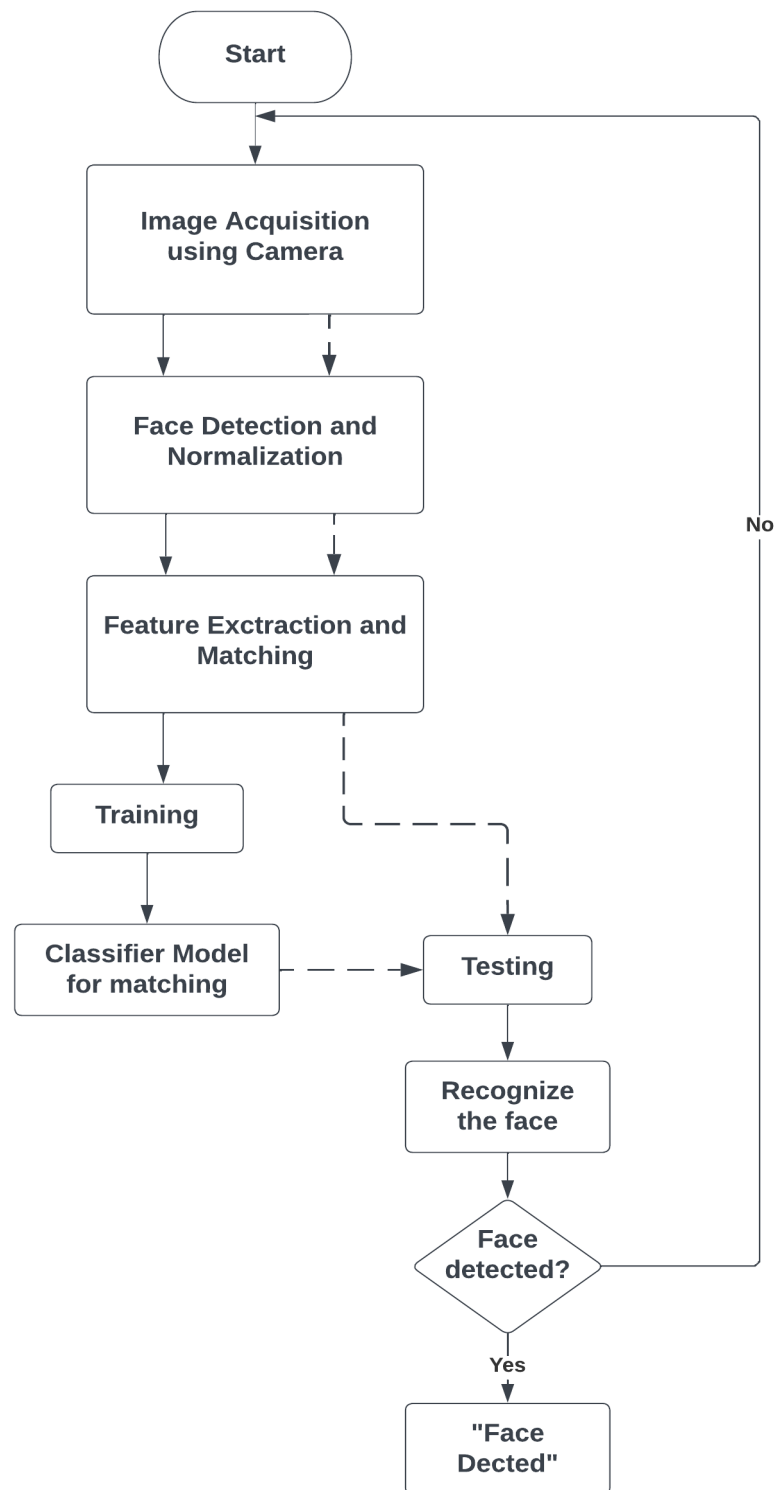 Start
Image Acquisition
using Camera
Face Detection and
Normalization
No
Feature Exctraction and
Matching
Training
Classifier Model
for matching
Testing
Recognize
the face
Face
detected?
Yes
"Face
Dected"